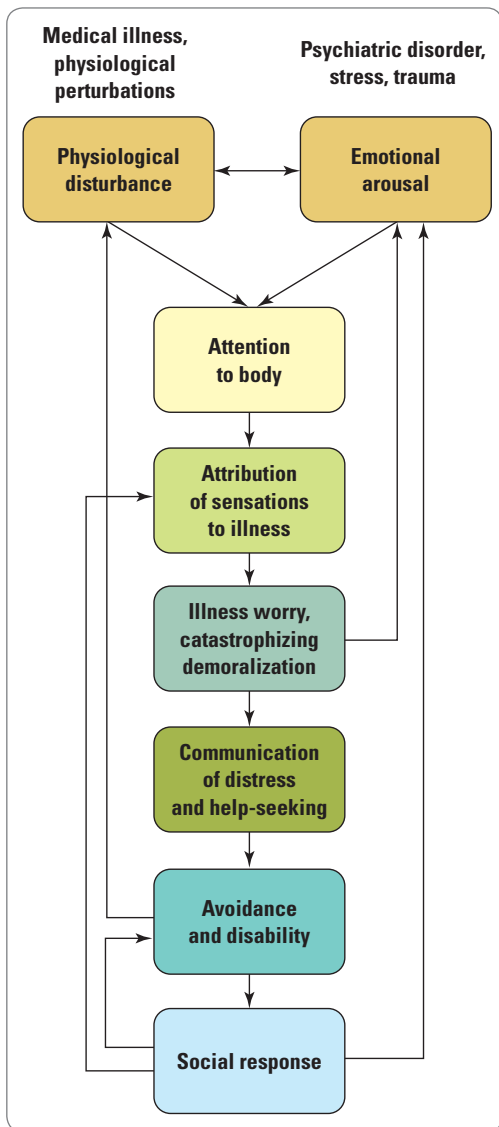 Medical illness,
physiological
perturbations
Psychiatric disorder,
stress, trauma
Physiological
disturbance
Emotional
arousal
Attention
to body
Attribution
of sensations
to illness
Illness worry,
catastrophizing
demoralization
Communication
of distress
and help-seeking
Avoidance
and disability
Social response